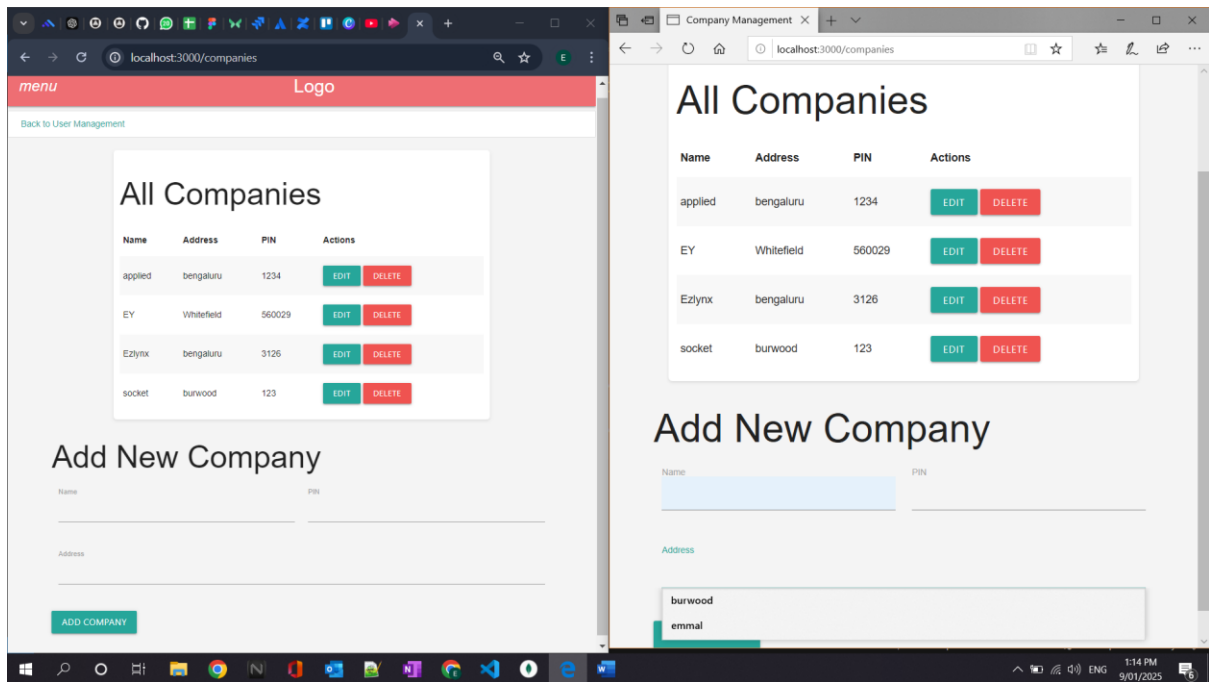 localhost:3000/companies
E
menu
Logo
Back to User Management
All Companies
Name Address PIN Actions
applied bengaluru 1234 EDIT DELETE
EY Whitefield 560029 EDIT DELETE
Ezlynx bengaluru 3126 EDIT DELETE
socket burwood 123 EDIT DELETE
Add New Company
Name PIN
Address
ADD COMPANY
Company Management
localhost:3000/companies
All Companies
Name Address PIN Actions
applied bengaluru 1234 EDIT DELETE
EY Whitefield 560029 EDIT DELETE
Ezlynx bengaluru 3126 EDIT DELETE
socket burwood 123 EDIT DELETE
Add New Company
Name PIN
Address
burwood
emmal
ENG
1:14 PM
9/01/2025
6